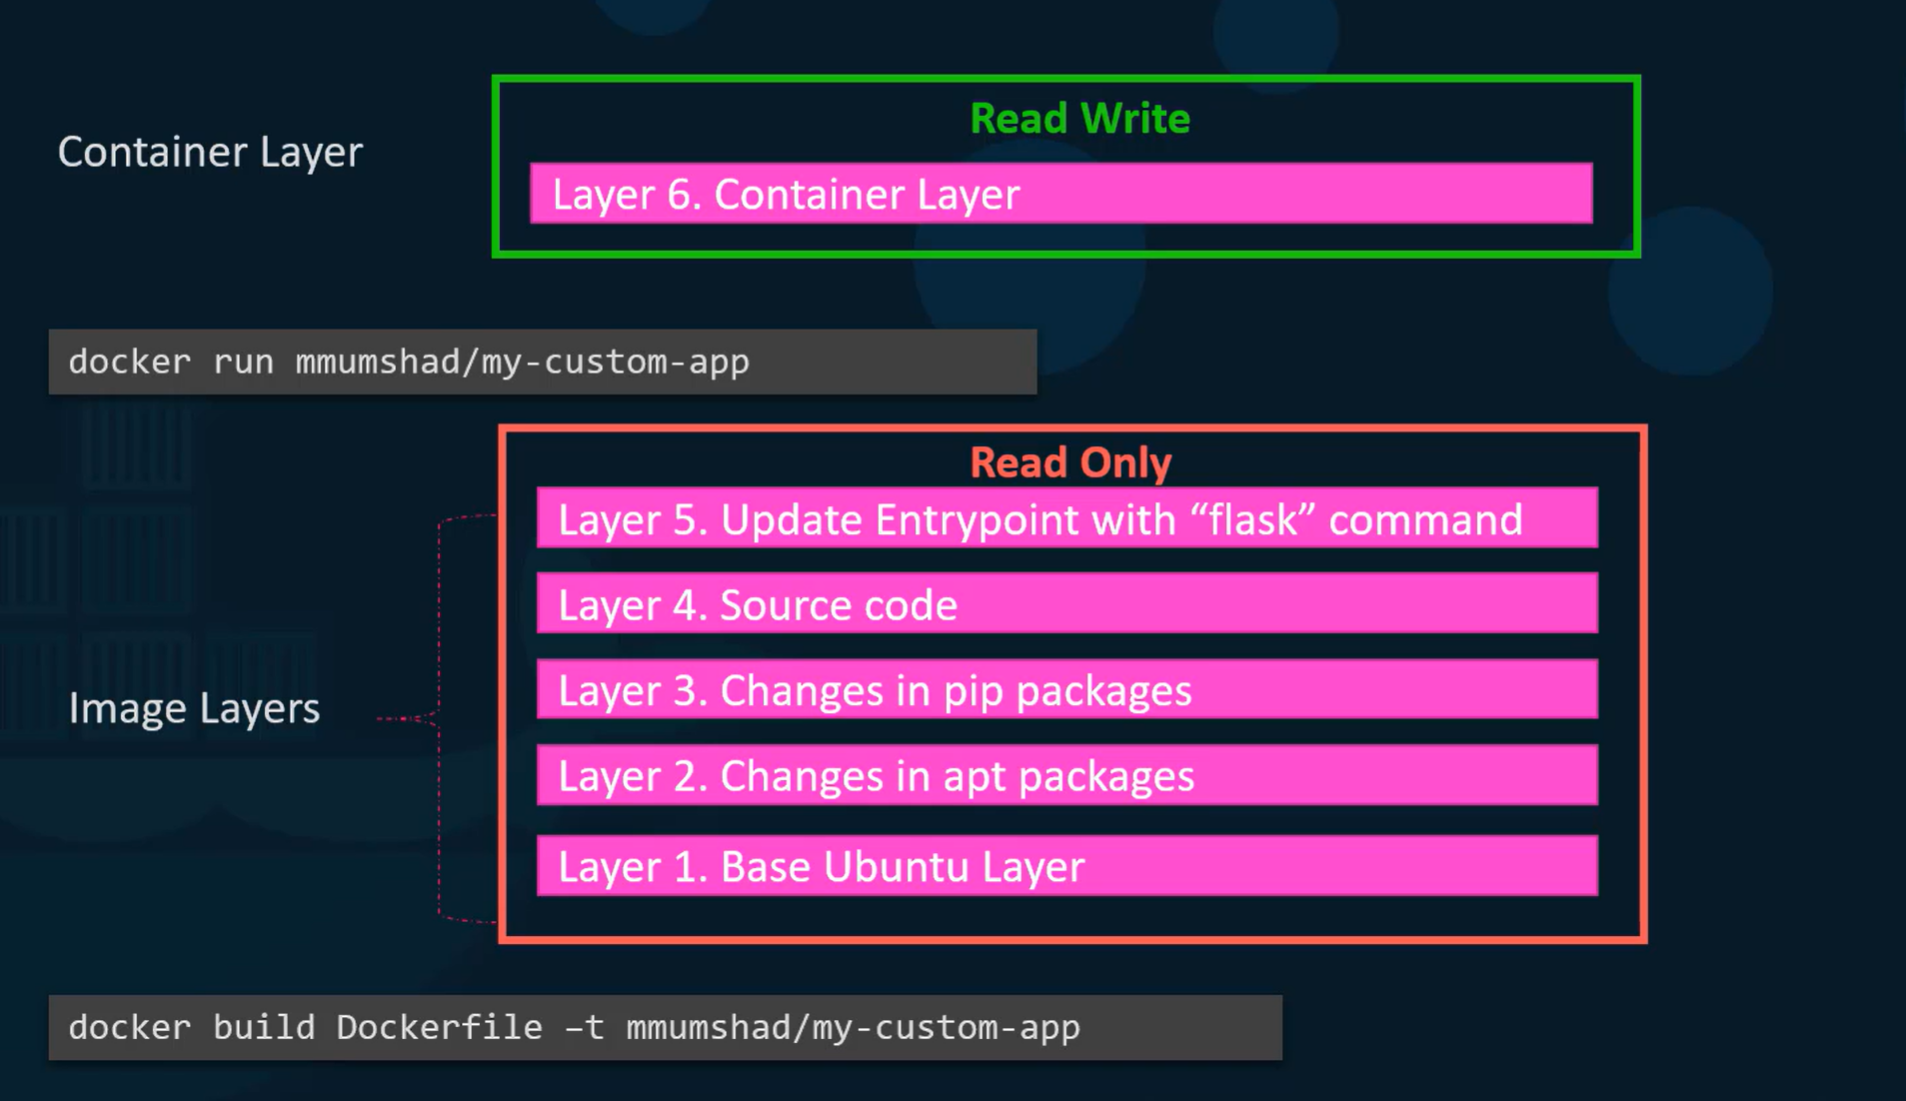 Read Write
Container Layer
Layer 6. Container Layer
docker run mmumshad/my-custom-app
Read Only
Layer 5. Update Entrypoint with “flask” command
Layer 4. Source code
Layer 3. Changes in pip packages
Image Layers
Layer 2. Changes in apt packages
Layer 1. Base Ubuntu Layer
docker build Dockerfile –t mmumshad/my-custom-app